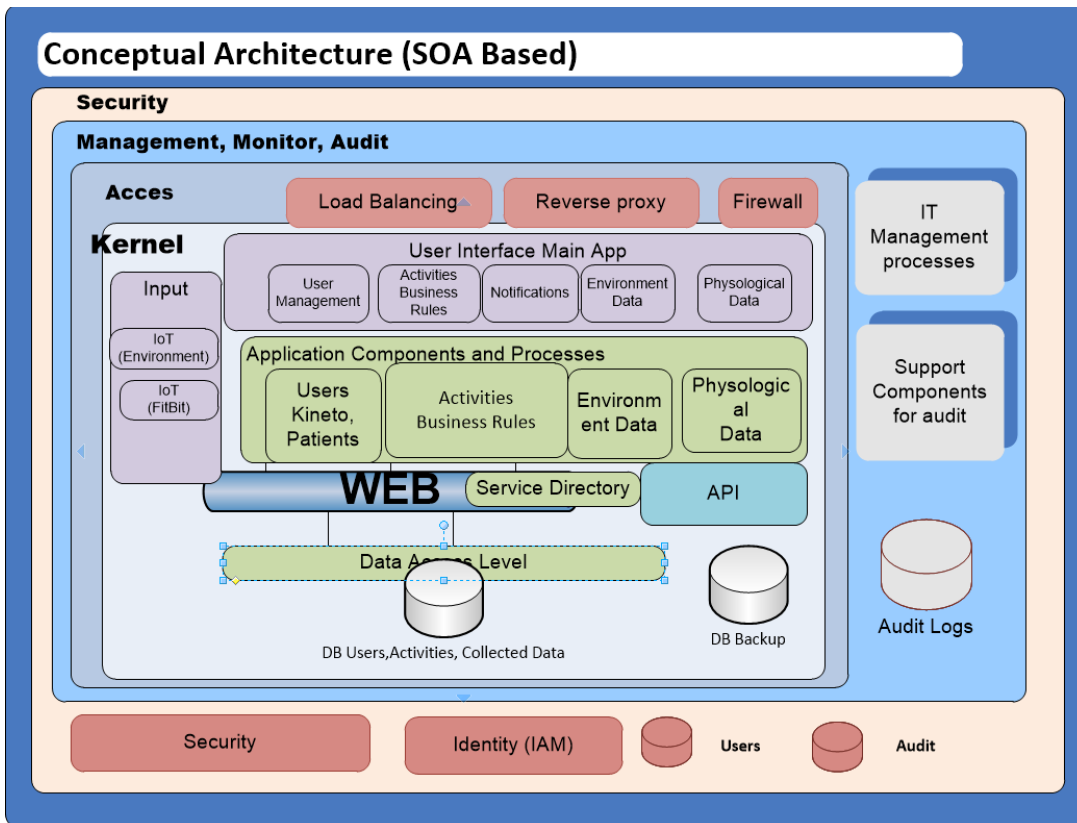 Conceptual Architecture (SOA Based)
Security
Management, Monitor, Audit
Acces
Load Balancing
Reverse proxy
Firewall
IT
Management
processes
Kernel
User Interface Main App
Input
User
Management
Activities
Business
Rules
Notifications
Environment
Data
Physological
Data
IoT
(Environment)
IoT
(FitBit)
Application Components and Processes
Users
Kineto,
Patients
Activities
Business Rules
Environm
ent Data
Physologic
al
Data
Support
Components
for audit
WEB
Service Directory
API
Data Access Level
DB Users,Activities, Collected Data
DB Backup
Audit Logs
Security
Identity (IAM)
Users
Audit